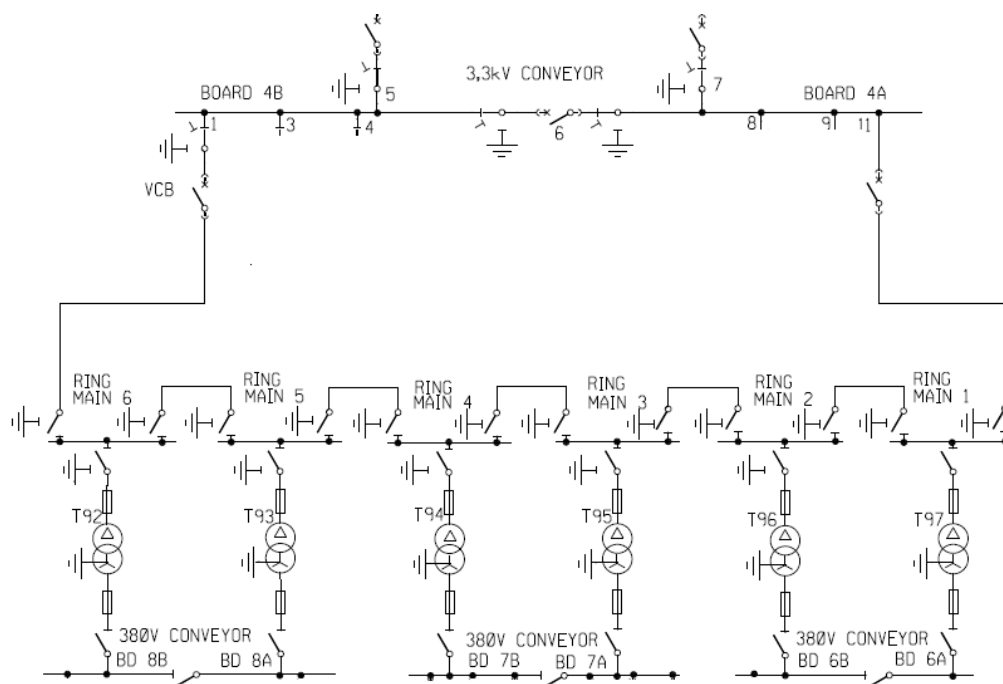 3,3kV CONVEYOR
BOARD 4B
BOARD 4A
5
7
1
3
4
6
8
9
11
VCB
RING
MAIN 6
RING
MAIN 5
RING
MAIN 4
RING
MAIN 3
RING
MAIN 2
RING
MAIN 1
T92
T93
T94
T95
T96
T97
380V CONVEYOR
BD 8B
BD 8A
380V CONVEYOR
BD 7B
BD 7A
380V CONVEYOR
BD 6B
BD 6A